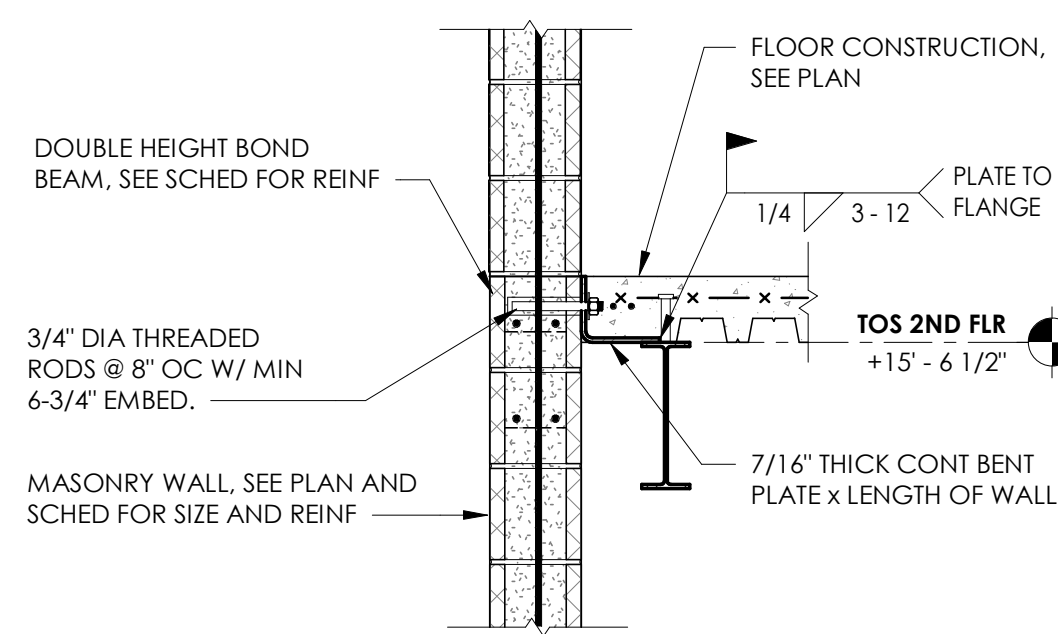 FLOOR CONSTRUCTION,
SEE PLAN
DOUBLE HEIGHT BOND
BEAM, SEE SCHED FOR REINF
PLATE TO
FLANGE
1/4
3 - 12
3/4" DIA THREADED
RODS @ 8" OC W/ MIN
6-3/4" EMBED.
TOS 2ND FLR
+15' - 6 1/2"
MASONRY WALL, SEE PLAN AND
SCHED FOR SIZE AND REINF
7/16" THICK CONT BENT
PLATE x LENGTH OF WALL